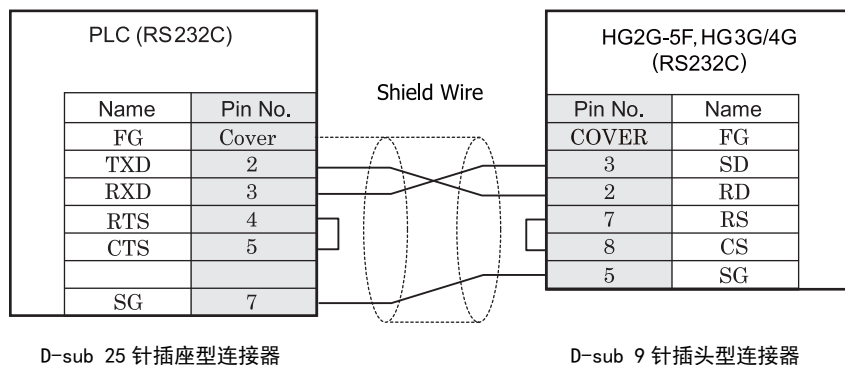 PLC (RS232C)
HG2G-5F, HG3G/4G
(RS232C)
Shield Wire
Name Pin No.
FG Cover
TXD 2
RXD 3
RTS 4
CTS 5
SG 7
Pin No. Name
COVER FG
3 SD
2 RD
7 RS
8 CS
5 SG
D-sub 25 针插座型连接器
D-sub 9 针插头型连接器